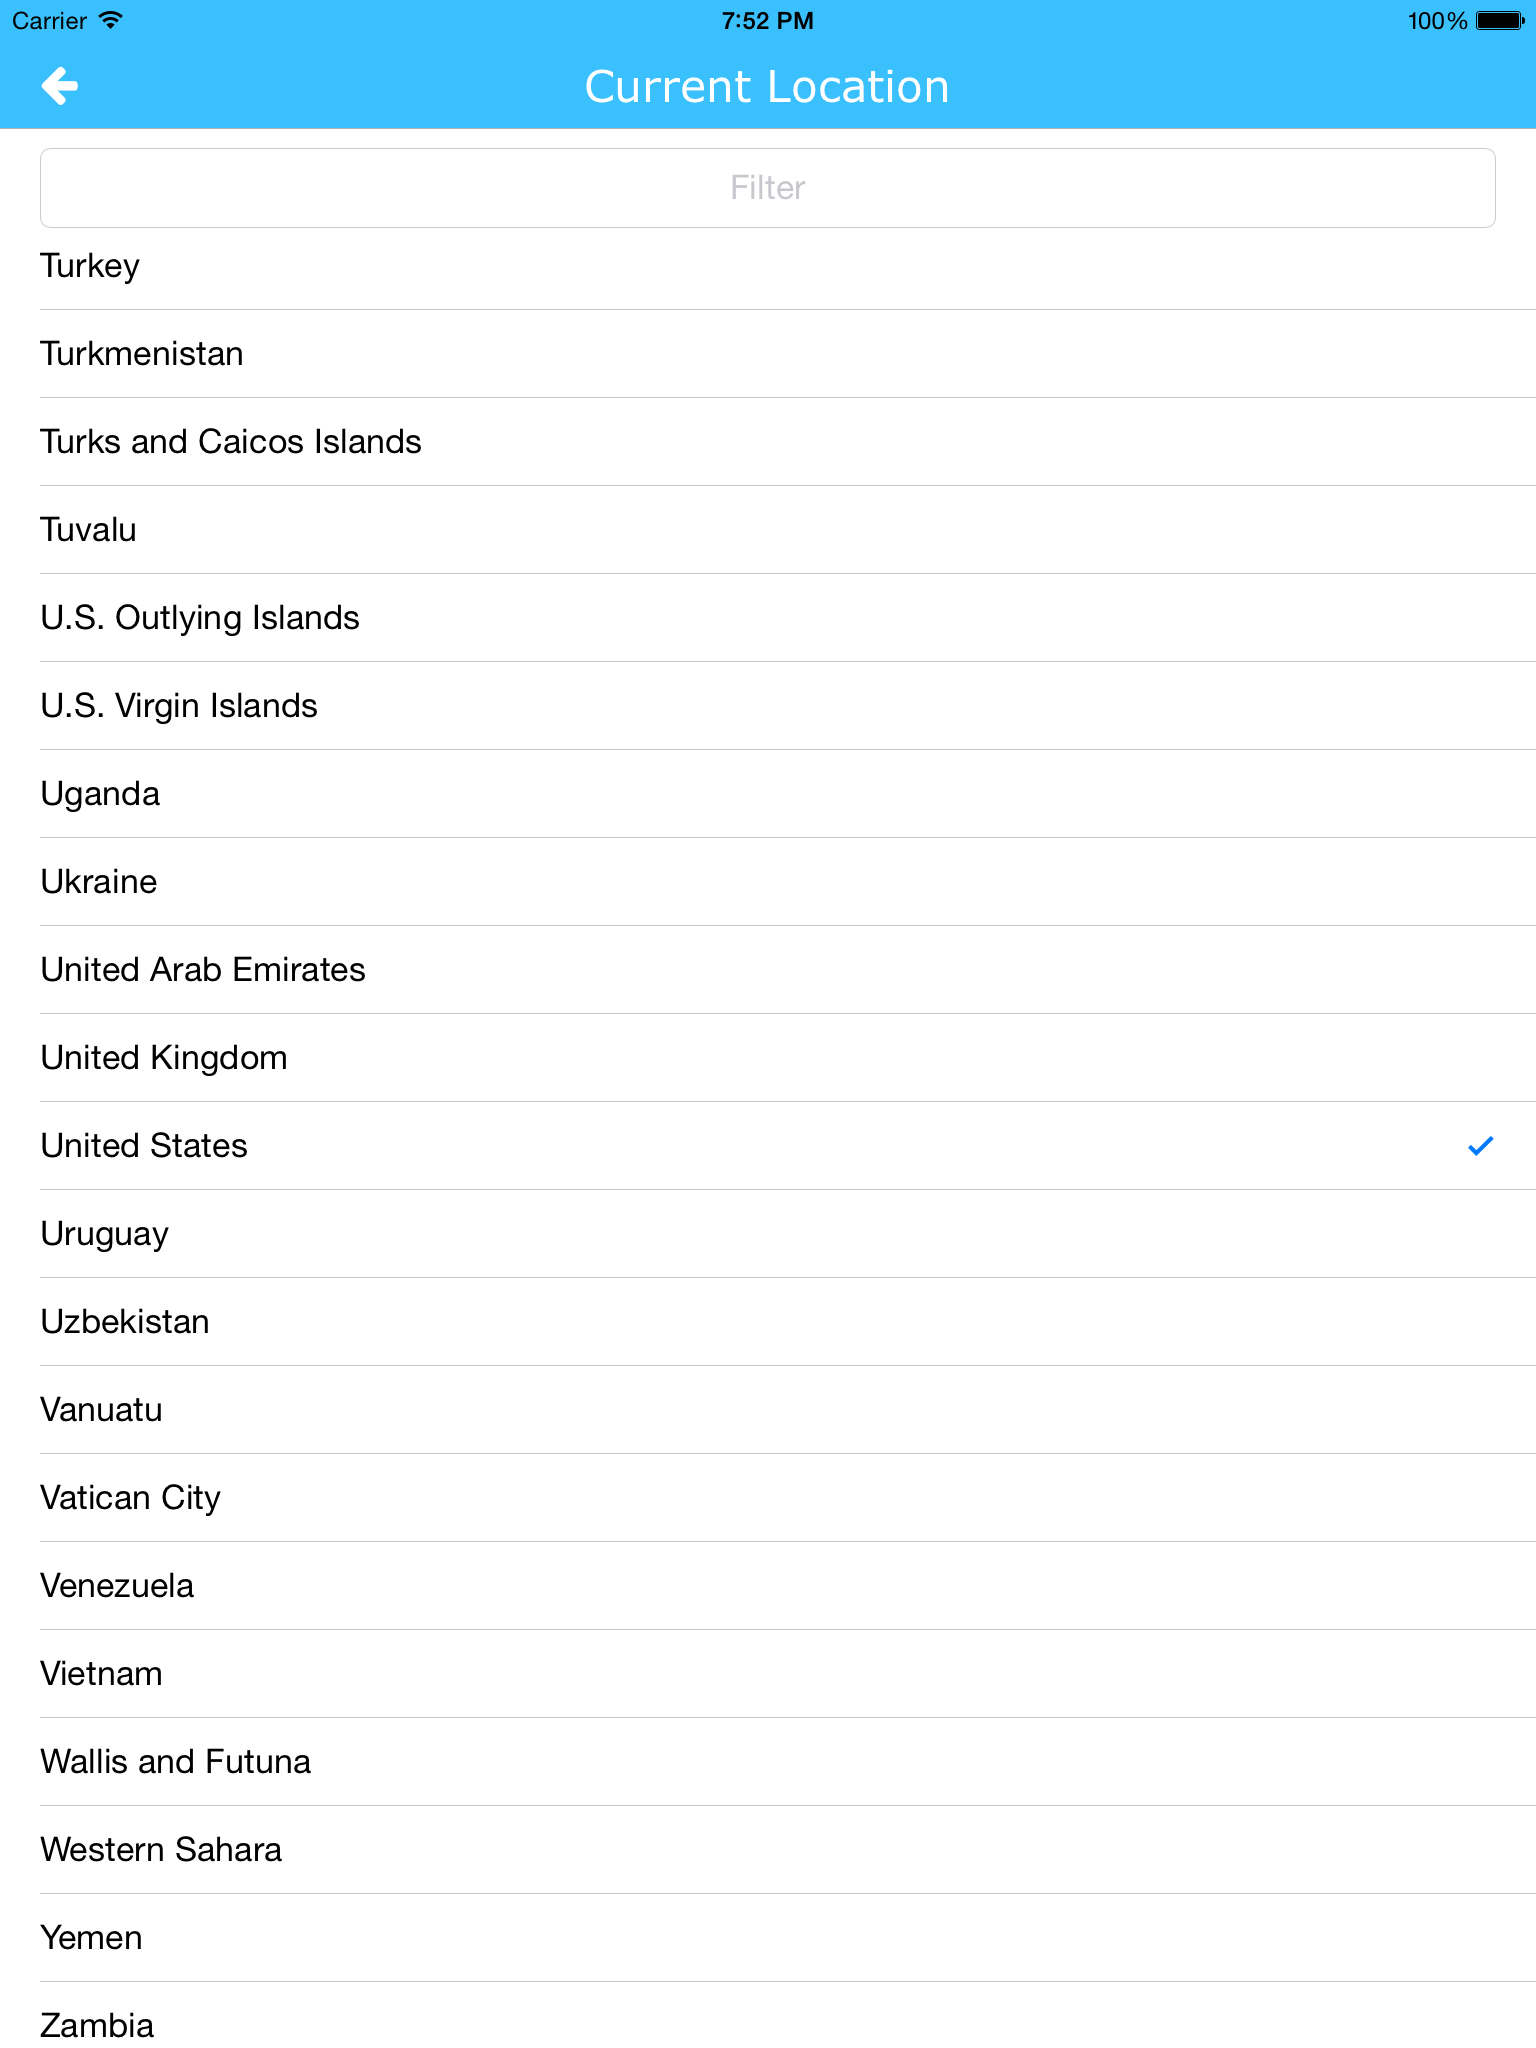 Carrier 7:52 PM 100%
Current Location
Filter
Turkey
Turkmenistan
Turks and Caicos Islands
Tuvalu
U.S. Outlying Islands
U.S. Virgin Islands
Uganda
Ukraine
United Arab Emirates
United Kingdom
United States
Uruguay
Uzbekistan
Vanuatu
Vatican City
Venezuela
Vietnam
Wallis and Futuna
Western Sahara
Yemen
Zambia